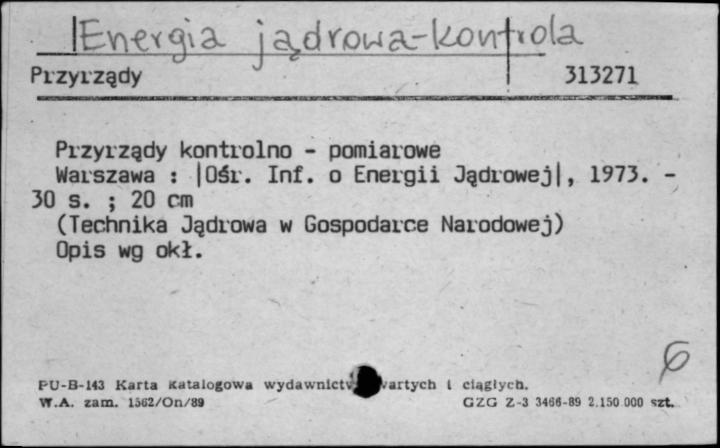 Energia jądrowa-kontrola
Przyrządy 313271
Przyrządy kontrolno - pomiarowe
Warszawa : |Ośr. Inf. o Energii Jądrowej|, 1973. -
30 s. ; 20 cm
(Technika Jądrowa w Gospodarce Narodowej)
Opis wg okł.
6
PU-B-143 Karta katalogowa i ciągłych.
W.A. zam. 1562/On/89 GZG Z-3 3466-89 2.150.000 szt.